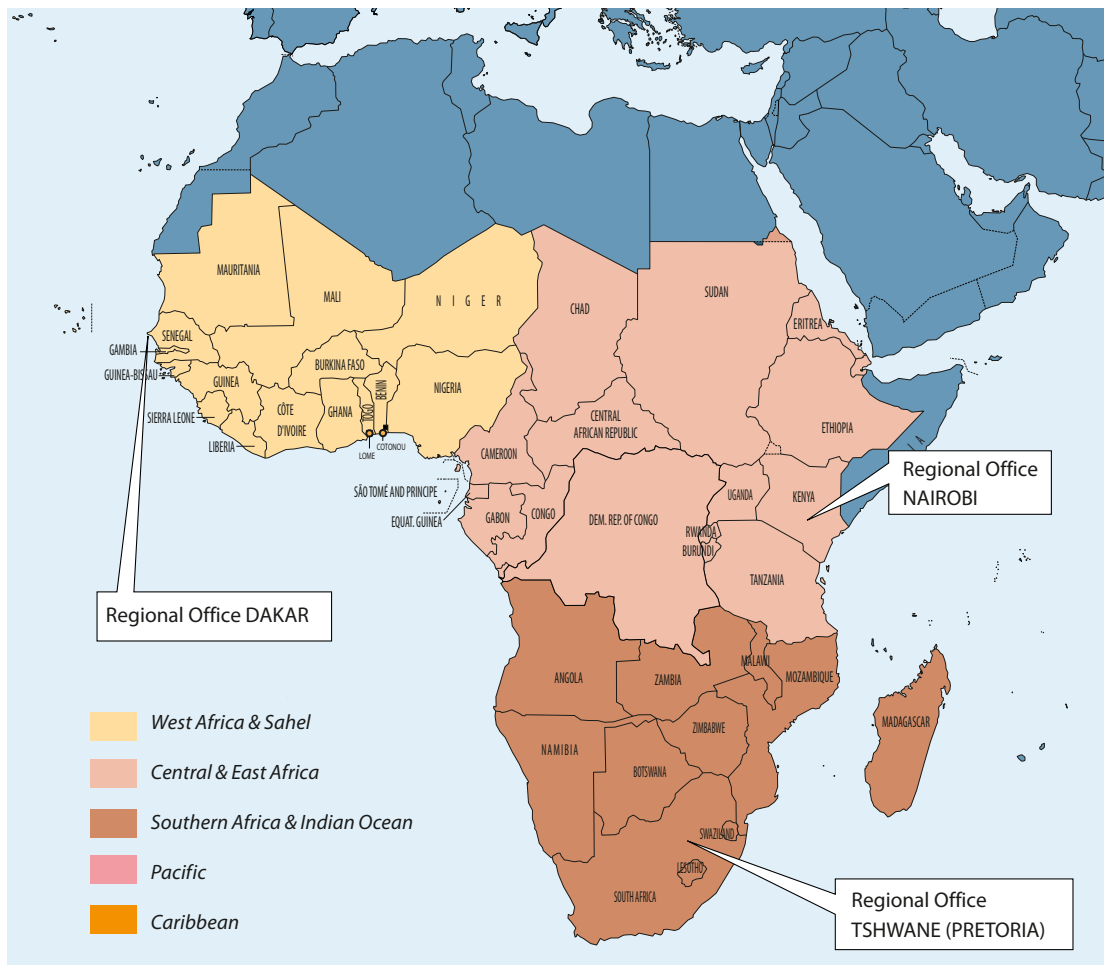 MAURITANIA
MALI
N I G E R
CHAD
SUDAN
ERITREA
SENEGAL
GAMBIA
GUINEA-BISSAU
GUINEA
BURKINA FASO
BENIN
NIGERIA
SIERRA LEONE
CÔTE
D'IVOIRE
GHANA
TOGO
LIBERIA
LOME
COTONOU
CENTRAL
AFRICAN REPUBLIC
ETHIOPIA
I A
CAMEROON
SÃO TOMÉ AND PRINCIPE
EQUAT. GUINEA
GABON
CONGO
DEM. REP. OF CONGO
UGANDA
KENYA
RWANDA
BURUNDI
TANZANIA
Regional Office
NAIROBI
Regional Office DAKAR
ANGOLA
ZAMBIA
MALAWI
MOZAMBIQUE
MADAGASCAR
NAMIBIA
ZIMBABWE
BOTSWANA
SWAZILAND
LESOTHO
SOUTH AFRICA
West Africa & Sahel
Central & East Africa
Southern Africa & Indian Ocean
Pacific
Caribbean
Regional Office
TSHWANE (PRETORIA)